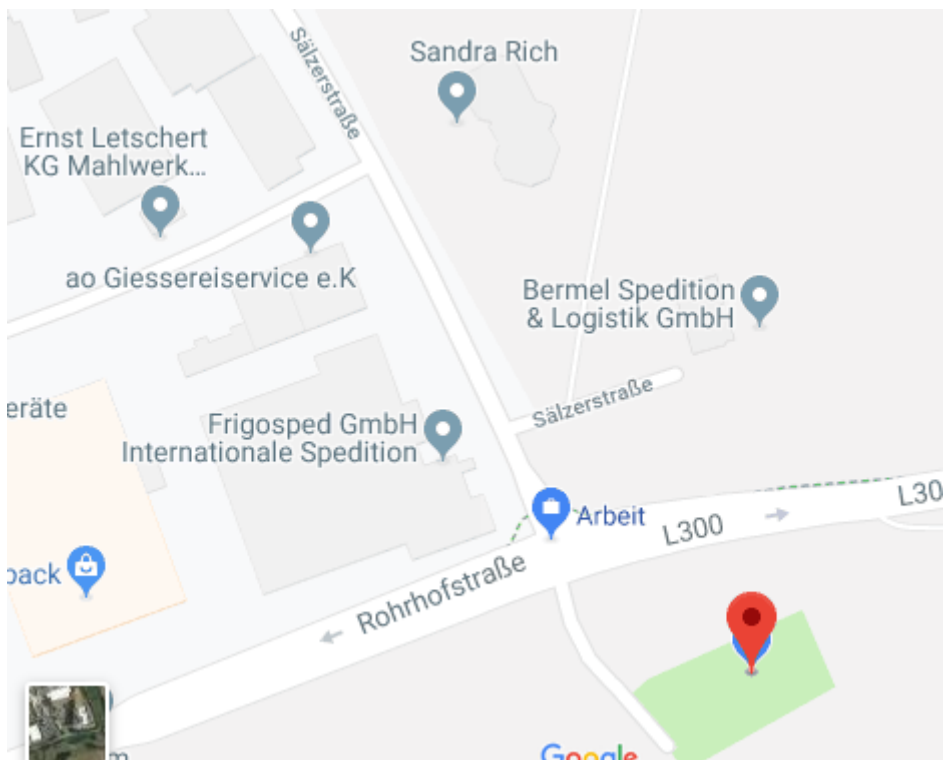 Sälzerstraße
Sandra Rich
Ernst Letschert
KG Mahlwerk...
ao Giessereiservice e.K
Bermel Spedition
& Logistik GmbH
Sälzerstraße
eräte
Frigosped GmbH
Internationale Spedition
Arbeit
L300
L30
pack
Rohrhofstraße
m
Google